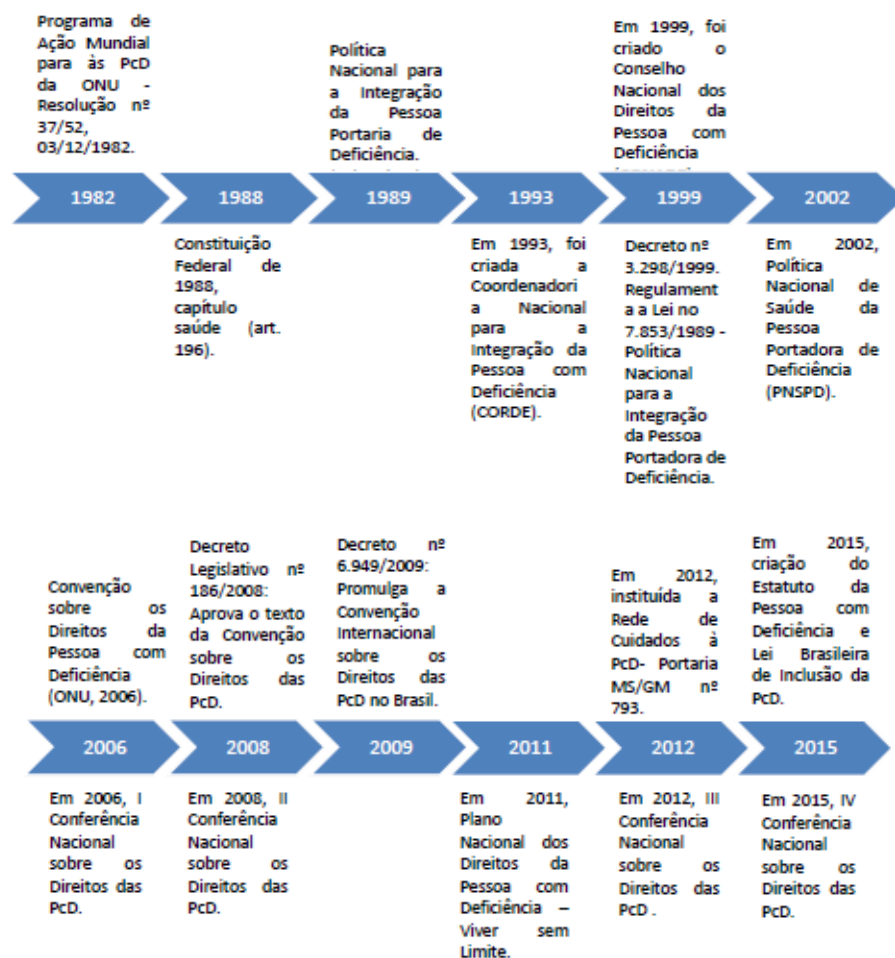 Programa de
Ação Mundial
para às PcD
da ONU -
Resolução nº
37/52,
03/12/1982.
Política
Nacional para
a Integração
da Pessoa
Portaria de
Deficiência.
Em 1999, foi
criado o
Conselho
Nacional dos
Direitos da
Pessoa com
Deficiência
1982
1988
1989
1993
1999
2002
Constituição
Federal de
1988,
capítulo
saúde (art.
196).
Em 1993, foi
criada a
Coordenadori
a Nacional
para a
Integração da
Pessoa com
Deficiência
(CORDE).
Decreto nº
3.298/1999.
Regulament
a a Lei no
7.853/1989 -
Política
Nacional
para a
Integração
da Pessoa
Portadora de
Deficiência.
Em 2002,
Política
Nacional de
Saúde da
Pessoa
Portadora de
Deficiência
(PNSPD).
Convenção
sobre os
Direitos da
Pessoa com
Deficiência
(ONU, 2006).
Decreto
Legislativo nº
186/2008:
Aprova o texto
da Convenção
sobre os
Direitos das
PcD.
Decreto nº
6.949/2009:
Promulga a
Convenção
Internacional
sobre os
Direitos das
PcD no Brasil.
Em 2012,
instituída a
Rede de
Cuidados à
PcD- Portaria
MS/GM nº
793.
Em 2015,
criação do
Estatuto da
Pessoa com
Deficiência e
Lei Brasileira
de Inclusão da
PcD.
2006
2008
2009
2011
2012
2015
Em 2006, I
Conferência
Nacional
sobre os
Direitos das
PcD.
Em 2008, II
Conferência
Nacional
sobre os
Direitos das
PcD.
Em 2011,
Plano
Nacional dos
Direitos da
Pessoa com
Deficiência –
Viver sem
Limite.
Em 2012, III
Conferência
Nacional
sobre os
Direitos das
PcD .
Em 2015, IV
Conferência
Nacional
sobre os
Direitos das
PcD.